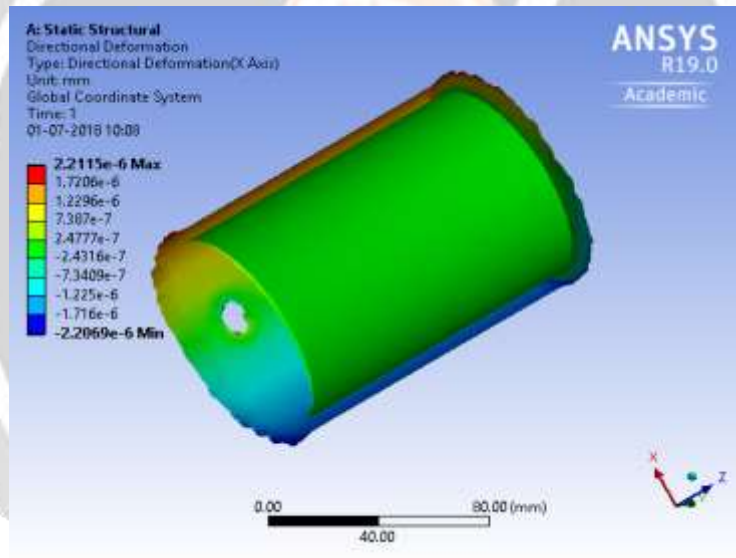 A: Static Structural
Directional Deformation
Type: Directional Deformation(X Axis)
Unit: mm
Global Coordinate System
Time: 1
01-07-2018 10:08
ANSYS
R19.0
Academic
2.2115e-6 Max
1.7206e-6
1.2296e-6
7.387e-7
2.4777e-7
-2.4316e-7
-7.3409e-7
-1.225e-6
-1.716e-6
-2.2069e-6 Min
X
Z
Y
0.00
80.00 (mm)
40.00